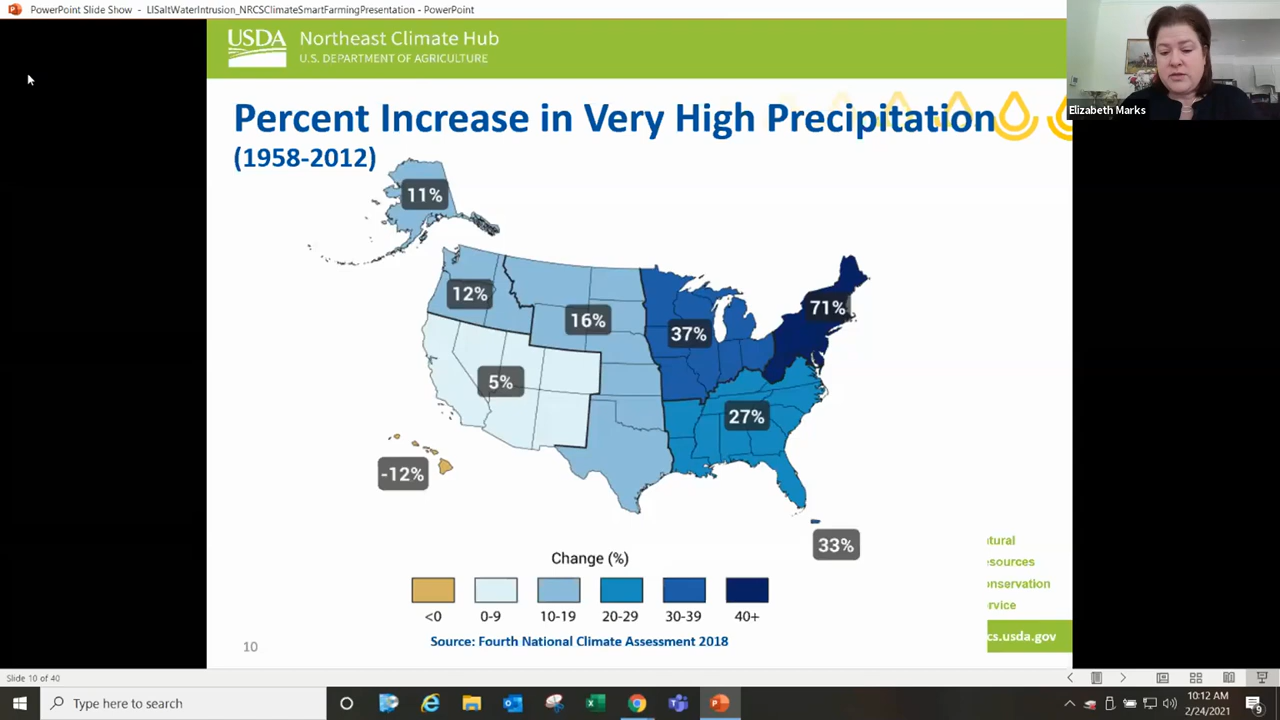 PowerPoint Slide Show - LISaltWaterIntrusion_NRCSClimateSmartFarmingPresentation - PowerPoint
USDA
Northeast Climate Hub
U.S. DEPARTMENT OF AGRICULTURE
Elizabeth Marks
Percent Increase in Very High Precipitation
(1958-2012)
11%
12%
16%
37%
71%
5%
27%
-12%
33%
Change (%)
<0
0-9
10-19
20-29
30-39
40+
Source: Fourth National Climate Assessment 2018
10
tural
esources
onservation
rvice
cs.usda.gov
Slide 10 of 40
Type here to search
10:12 AM
2/24/2021
9